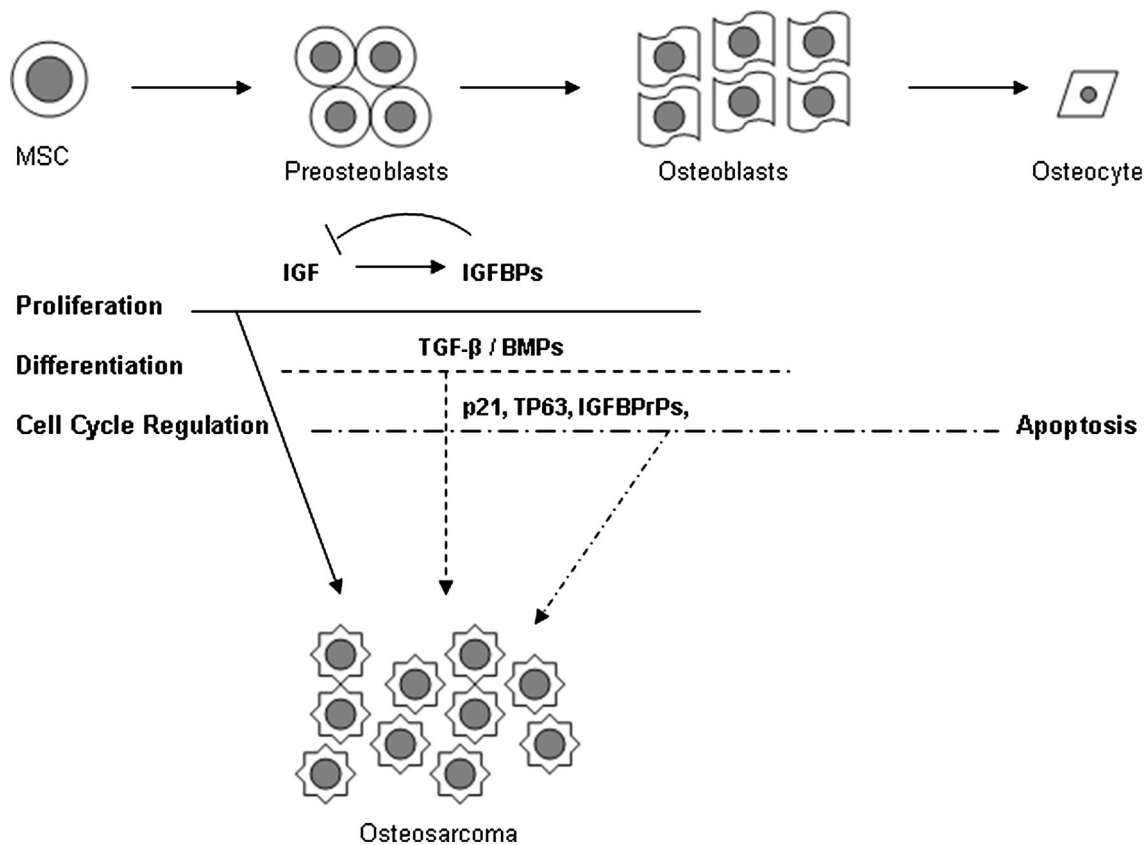 MSC
Preosteoblasts
Osteoblasts
Osteocyte
IGF
IGFBPs
Proliferation
TGF-β / BMPs
Differentiation
p21, TP63, IGFBPrPs,
Cell Cycle Regulation
Apoptosis
Osteosarcoma